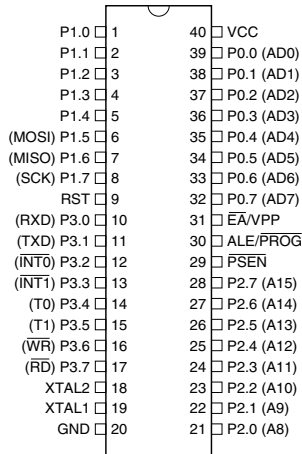 P1.0 1 40 VCC
P1.1 2 39 P0.0 (AD0)
P1.2 3 38 P0.1 (AD1)
P1.3 4 37 P0.2 (AD2)
P1.4 5 36 P0.3 (AD3)
(MOSI) P1.5 6 35 P0.4 (AD4)
(MISO) P1.6 7 34 P0.5 (AD5)
(SCK) P1.7 8 33 P0.6 (AD6)
RST 9 32 P0.7 (AD7)
(RXD) P3.0 10 31 E̅A̅/VPP
(TXD) P3.1 11 30 ALE/P̅R̅O̅G̅
(I̅N̅T̅0̅) P3.2 12 29 P̅S̅E̅N̅
(I̅N̅T̅1̅) P3.3 13 28 P2.7 (A15)
(T0) P3.4 14 27 P2.6 (A14)
(T1) P3.5 15 26 P2.5 (A13)
(W̅R̅) P3.6 16 25 P2.4 (A12)
(R̅D̅) P3.7 17 24 P2.3 (A11)
XTAL2 18 23 P2.2 (A10)
XTAL1 19 22 P2.1 (A9)
GND 20 21 P2.0 (A8)